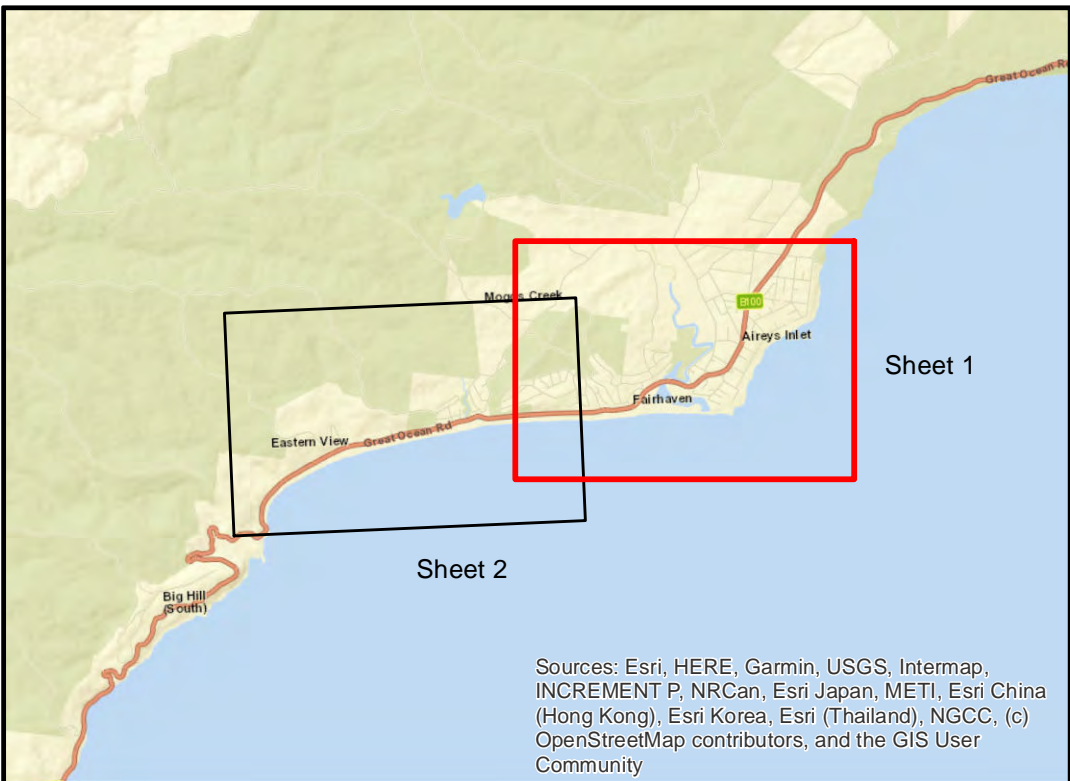 Great Ocean Rd
Moggs Creek
B100
Aireys Inlet
Sheet 1
Fairhaven
Great Ocean Rd
Eastern View
Sheet 2
Big Hill
(South)
Sources: Esri, HERE, Garmin, USGS, Intermap,
INCREMENT P, NRCan, Esri Japan, METI, Esri China
(Hong Kong), Esri Korea, Esri (Thailand), NGCC, (c)
OpenStreetMap contributors, and the GIS User
Community